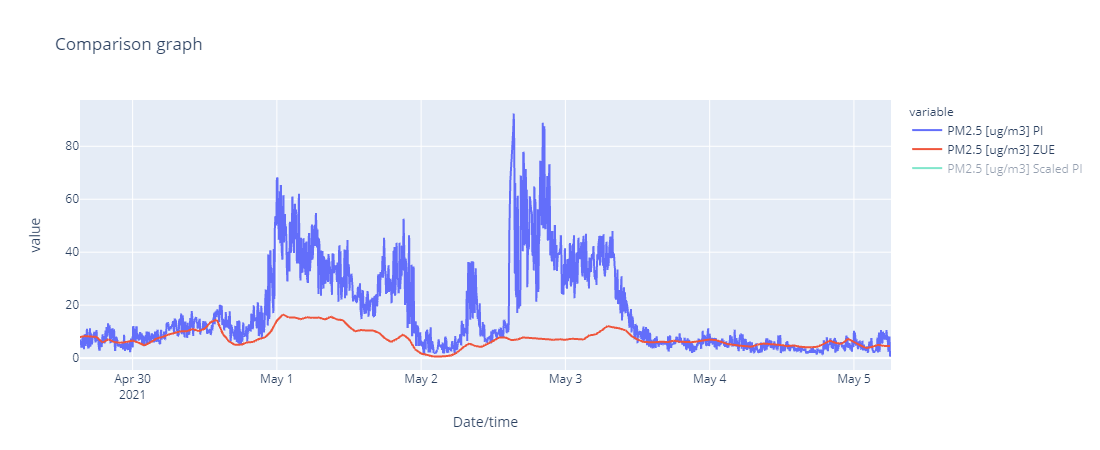 Comparison graph
variable
PM2.5 [ug/m3] PI
PM2.5 [ug/m3] ZUE
PM2.5 [ug/m3] Scaled PI
value
80
60
40
20
0
Apr 30
2021
May 1
May 2
May 3
May 4
May 5
Date/time